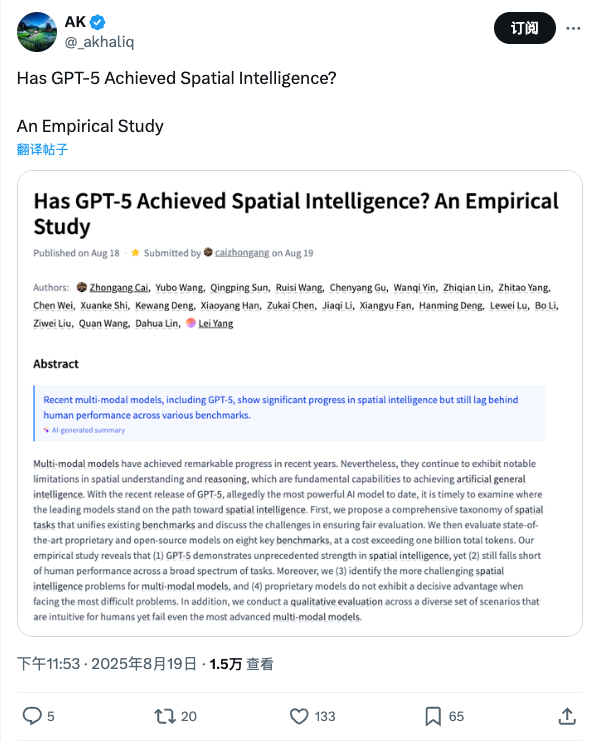 AK
@_akhaliq
订阅
Has GPT-5 Achieved Spatial Intelligence?
An Empirical Study
翻译帖子
Has GPT-5 Achieved Spatial Intelligence? An Empirical
Study
Published on Aug 18 · Submitted by caizhongang on Aug 19
Authors: Zhongang Cai, Yubo Wang, Qingping Sun, Ruisi Wang, Chenyang Gu, Wanqi Yin, Zhiqian Lin, Zhitao Yang,
Chen Wei, Xuanke Shi, Kewang Deng, Xiaoyang Han, Zukai Chen, Jiaqi Li, Xiangyu Fan, Hanming Deng, Lewei Lu, Bo Li,
Ziwei Liu, Quan Wang, Dahua Lin, Lei Yang
Abstract
Recent multi-modal models, including GPT-5, show significant progress in spatial intelligence but still lag behind
human performance across various benchmarks.
AI-generated summary
Multi-modal models have achieved remarkable progress in recent years. Nevertheless, they continue to exhibit notable
limitations in spatial understanding and reasoning, which are fundamental capabilities to achieving artificial general
intelligence. With the recent release of GPT-5, allegedly the most powerful AI model to date, it is timely to examine where
the leading models stand on the path toward spatial intelligence. First, we propose a comprehensive taxonomy of spatial
tasks that unifies existing benchmarks and discuss the challenges in ensuring fair evaluation. We then evaluate state-of-
the-art proprietary and open-source models on eight key benchmarks, at a cost exceeding one billion total tokens. Our
empirical study reveals that (1) GPT-5 demonstrates unprecedented strength in spatial intelligence, yet (2) still falls short
of human performance across a broad spectrum of tasks. Moreover, we (3) identify the more challenging spatial
intelligence problems for multi-modal models, and (4) proprietary models do not exhibit a decisive advantage when
facing the most difficult problems. In addition, we conduct a qualitative evaluation across a diverse set of scenarios that
are intuitive for humans yet fail even the most advanced multi-modal models.
下午11:53 · 2025年8月19日 · 1.5万 查看
5
20
133
65